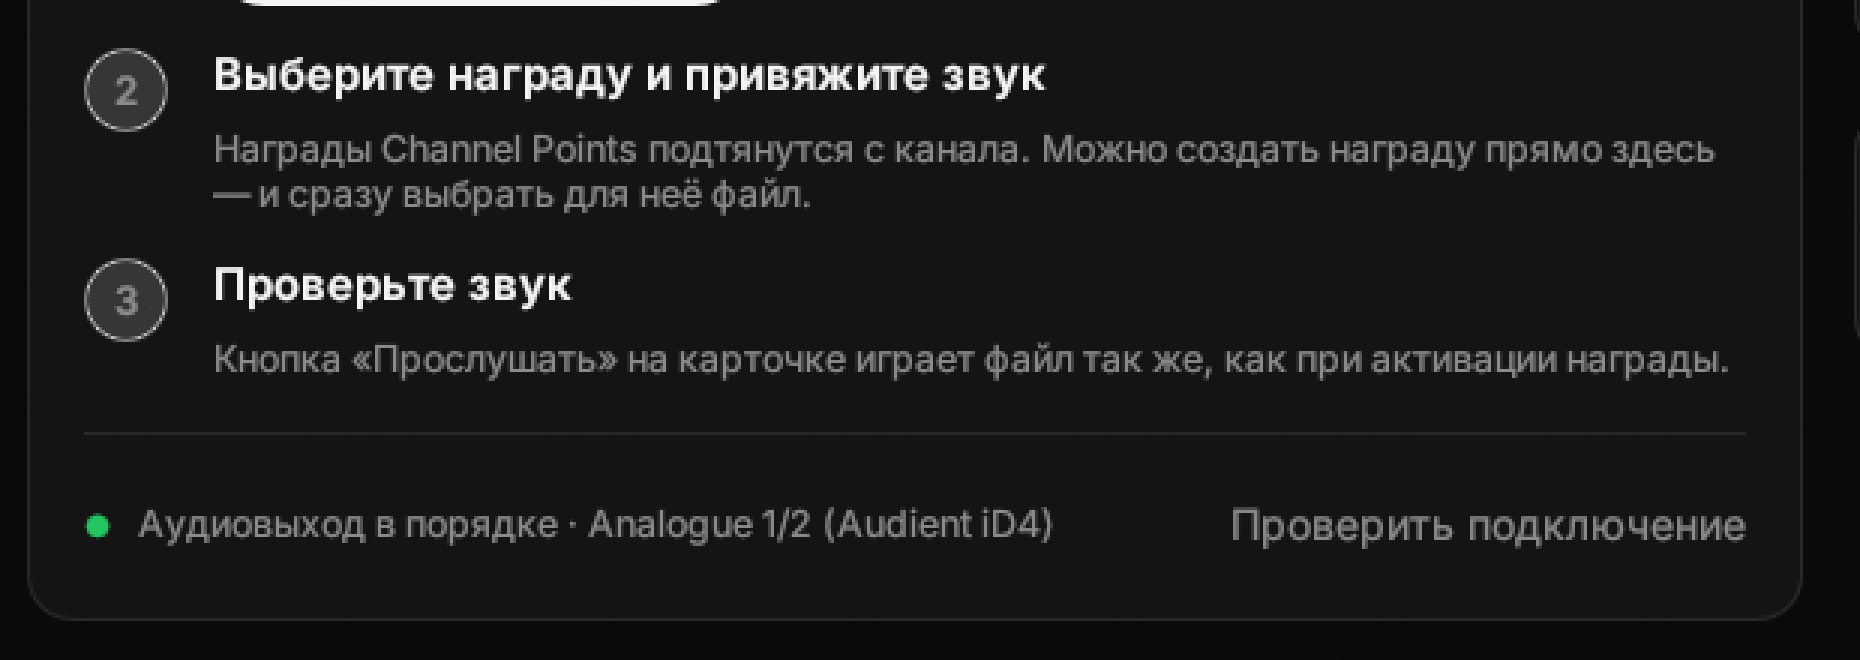 2
Выберите награду и привяжите звук
Награды Channel Points подтянутся с канала. Можно создать награду прямо здесь
— и сразу выбрать для неё файл.
3
Проверьте звук
Кнопка «Прослушать» на карточке играет файл так же, как при активации награды.
Аудиовыход в порядке · Analogue 1/2 (Audient iD4)
Проверить подключение